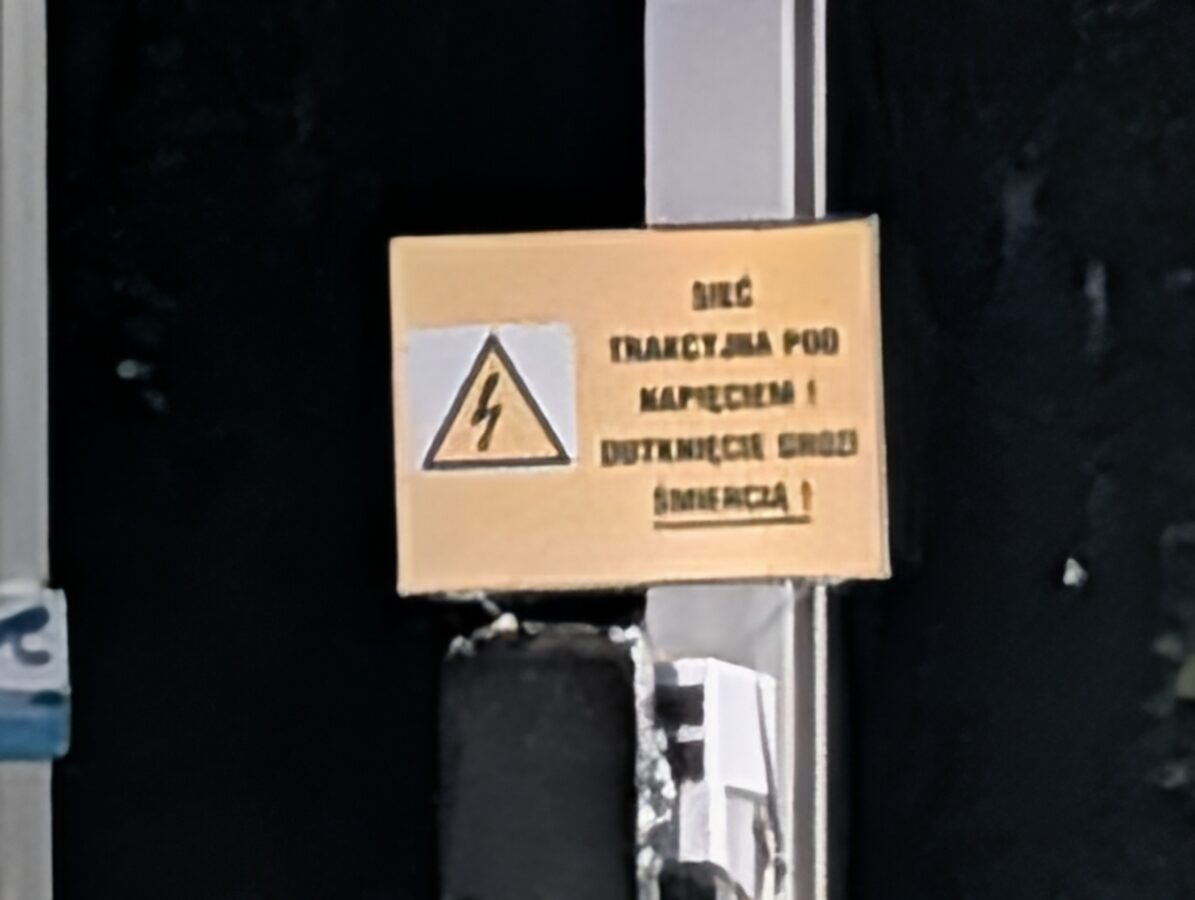 SIEĆ
TRAKCYJNA POD
NAPIĘCIEM !
DOTKNIĘCIE GROZI
ŚMIERCIĄ !